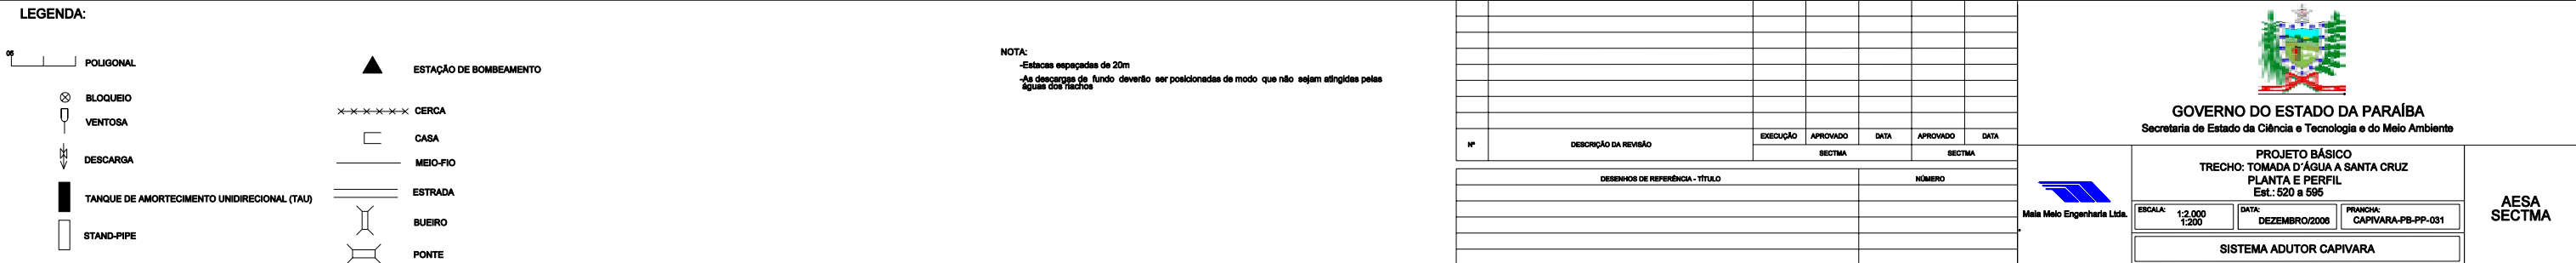 LEGENDA:
05
POLIGONAL
BLOQUEIO
VENTOSA
DESCARGA
TANQUE DE AMORTECIMENTO UNIDIRECIONAL (TAU)
STAND-PIPE
ESTAÇÃO DE BOMBEAMENTO
CERCA
CASA
MEIO-FIO
ESTRADA
BUEIRO
PONTE
NOTA:
-Estacas espaçadas de 20m
-As descargas de fundo deverão ser posicionadas de modo que não sejam atingidas pelas
águas dos riachos
Nº
DESCRIÇÃO DA REVISÃO
EXECUÇÃO APROVADO DATA APROVADO DATA
SECTMA SECTMA
DESENHOS DE REFERÊNCIA - TÍTULO NÚMERO
GOVERNO DO ESTADO DA PARAÍBA
Secretaria de Estado da Ciência e Tecnologia e do Meio Ambiente
Maia Melo Engenharia Ltda.
PROJETO BÁSICO
TRECHO: TOMADA D´ÁGUA A SANTA CRUZ
PLANTA E PERFIL
Est.: 520 a 595
ESCALA: 1:2.000
1:200
DATA:
DEZEMBRO/2006
PRANCHA:
CAPIVARA-PB-PP-031
SISTEMA ADUTOR CAPIVARA
AESA
SECTMA